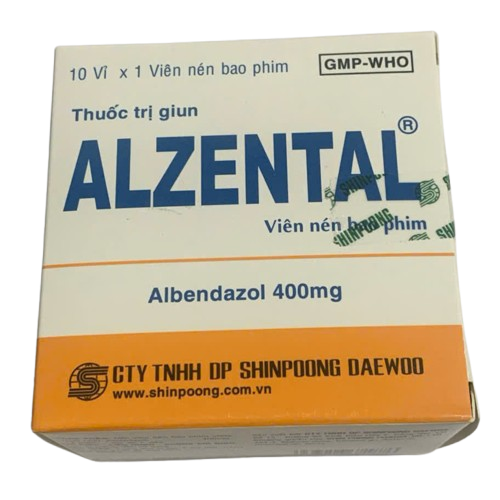 10 Vỉ x 1 Viên nén bao phim
GMP-WHO
Thuốc trị giun
ALZENTAL®
Viên nén bao phim
SHINPOONG
Albendazol 400mg
CTY TNHH DP SHINPOONG DAEWOO
www.shinpoong.com.vn